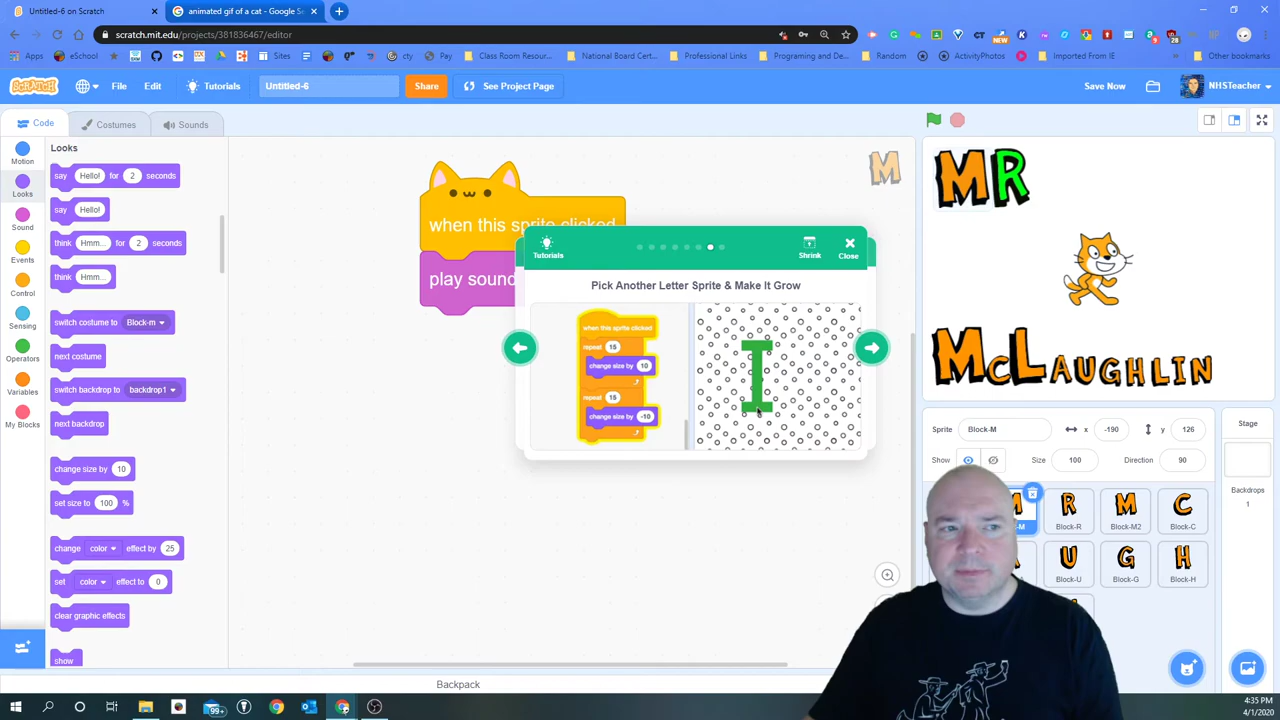 Untitled-6
animated gif of a cat - Google Se
scratch.mit.edu/projects/381836467/editor
Apps
eSchool
cty
Pay
Class Room Resour...
National Board Cert...
Professional Links
Programing and De...
Random
ActivityPhotos
Imported From IE
Other bookmarks
SCRATCH
File
Edit
Tutorials
Untitled-6
Share
See Project Page
Save Now
NHSTeacher
Code
Costumes
Sounds
Motion
Looks
Sound
Events
Control
Sensing
Operators
Variables
My Blocks
Looks
say Hello! for 2 seconds
say Hello!
think Hmm... for 2 seconds
think Hmm...
switch costume to Block-m
next costume
switch backdrop to backdrop1
next backdrop
change size by 10
set size to 100 %
change color effect by 25
set color effect to 0
clear graphic effects
show
when this sprite clicked
play sound
M
Tutorials
Shrink
Close
Pick Another Letter Sprite & Make It Grow
when this sprite clicked
repeat 15
change size by 10
repeat 15
change size by -10
I
MR
McLAUGHLIN
Sprite
Block-M
x
-190
y
126
Show
Size
100
Direction
90
Stage
Backdrops
1
R
Block-R
M
Block-M2
C
Block-C
U
Block-U
G
Block-G
H
Block-H
Backpack
99+
4:35 PM
4/1/2020